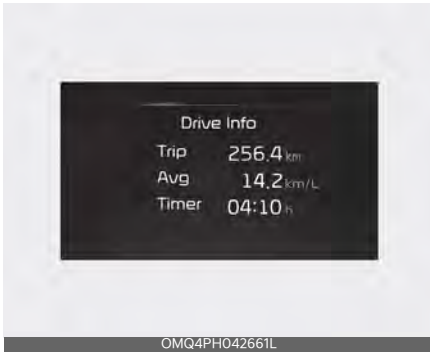 Drive Info
Trip 256.4 km
Avg 14.2 km/L
Timer 04:10 h
OMQ4PH042661L